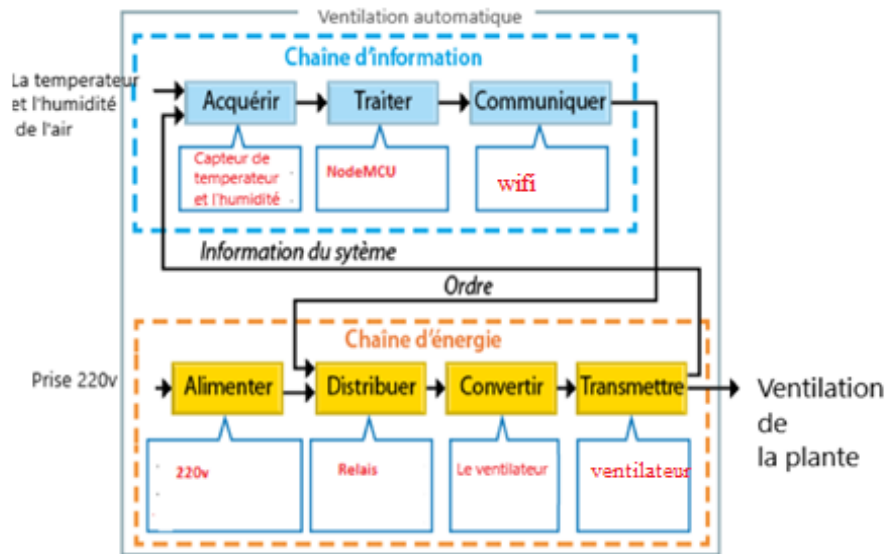 Ventilation automatique
Chaîne d'information
La temperateur
et l'humidité
de l'air
Acquérir
Traiter
Communiquer
Capteur de
temperateur
et l'humidité
NodeMCU
wifi
Information du sytème
Ordre
Chaîne d'énergie
Prise 220v
Alimenter
Distribuer
Convertir
Transmettre
Ventilation
de
la plante
220v
Relais
Le ventilateur
ventilateur